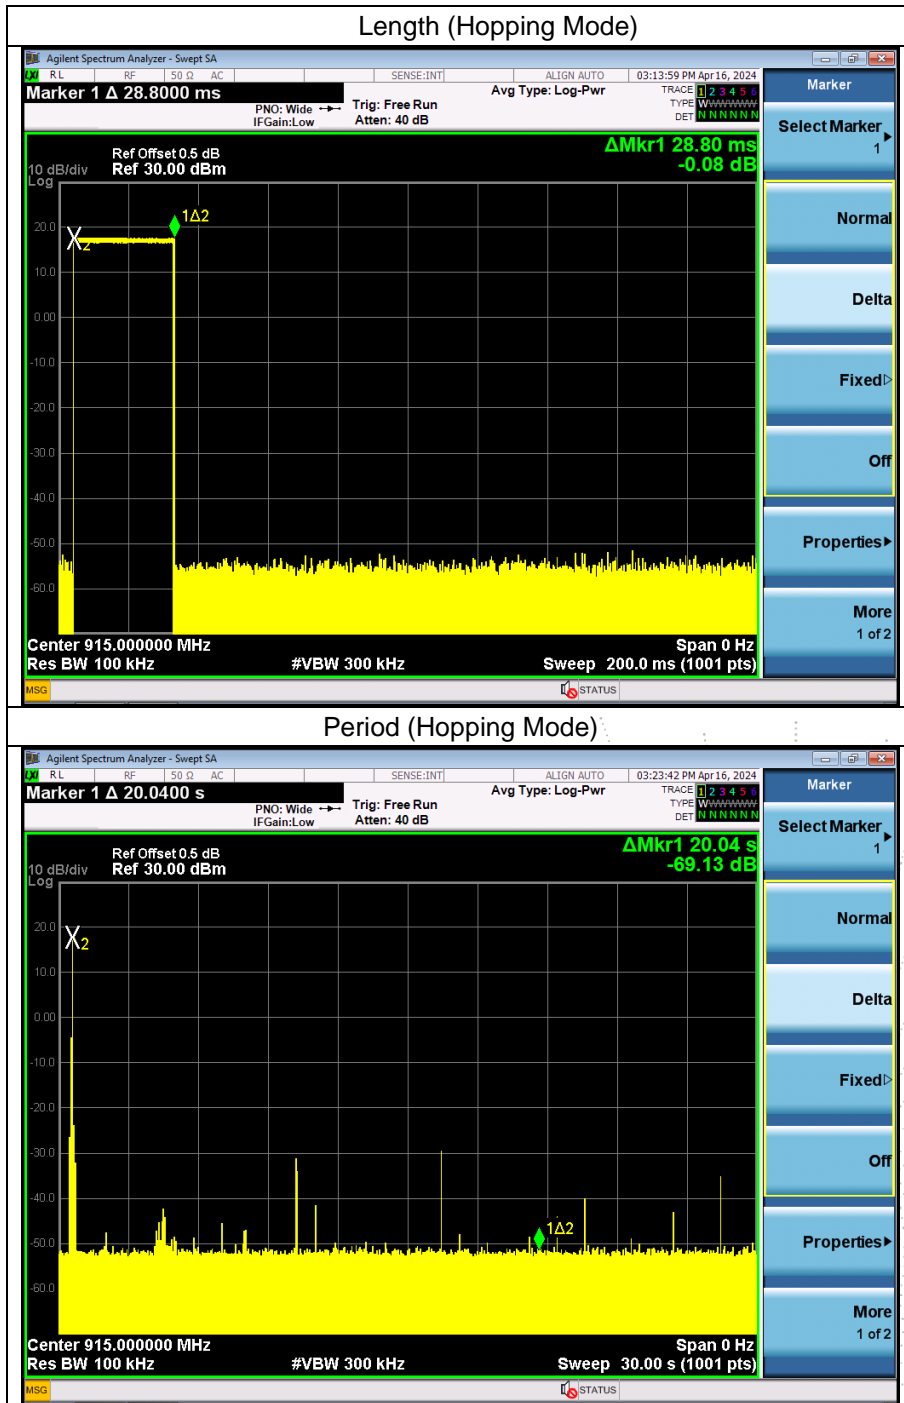 Length (Hopping Mode)
Agilent Spectrum Analyzer - Swept SA
LXI RL RF 50 Ω AC SENSE:INT ALIGN AUTO 03:13:59 PM Apr 16, 2024
Marker 1 Δ 28.8000 ms
PNO: Wide
IFGain:Low
Trig: Free Run
Atten: 40 dB
Avg Type: Log-Pwr
TRACE 1 2 3 4 5 6
TYPE WWWWWW
DET N N N N N N
Marker
Select Marker
1
Normal
Delta
Fixed
Off
Properties
More
1 of 2
ΔMkr1 28.80 ms
-0.08 dB
Ref Offset 0.5 dB
10 dB/div Ref 30.00 dBm
Log
20.0
10.0
0.00
-10.0
-20.0
-30.0
-40.0
-50.0
-60.0
1Δ2
2
Center 915.000000 MHz Span 0 Hz
Res BW 100 kHz #VBW 300 kHz Sweep 200.0 ms (1001 pts)
MSG STATUS
Period (Hopping Mode)
Agilent Spectrum Analyzer - Swept SA
LXI RL RF 50 Ω AC SENSE:INT ALIGN AUTO 03:23:42 PM Apr 16, 2024
Marker 1 Δ 20.0400 s
PNO: Wide
IFGain:Low
Trig: Free Run
Atten: 40 dB
Avg Type: Log-Pwr
TRACE 1 2 3 4 5 6
TYPE WWWWWW
DET N N N N N N
Marker
Select Marker
1
Normal
Delta
Fixed
Off
Properties
More
1 of 2
ΔMkr1 20.04 s
-69.13 dB
Ref Offset 0.5 dB
10 dB/div Ref 30.00 dBm
Log
20.0
10.0
0.00
-10.0
-20.0
-30.0
-40.0
-50.0
-60.0
2
1Δ2
Center 915.000000 MHz Span 0 Hz
Res BW 100 kHz #VBW 300 kHz Sweep 30.00 s (1001 pts)
MSG STATUS